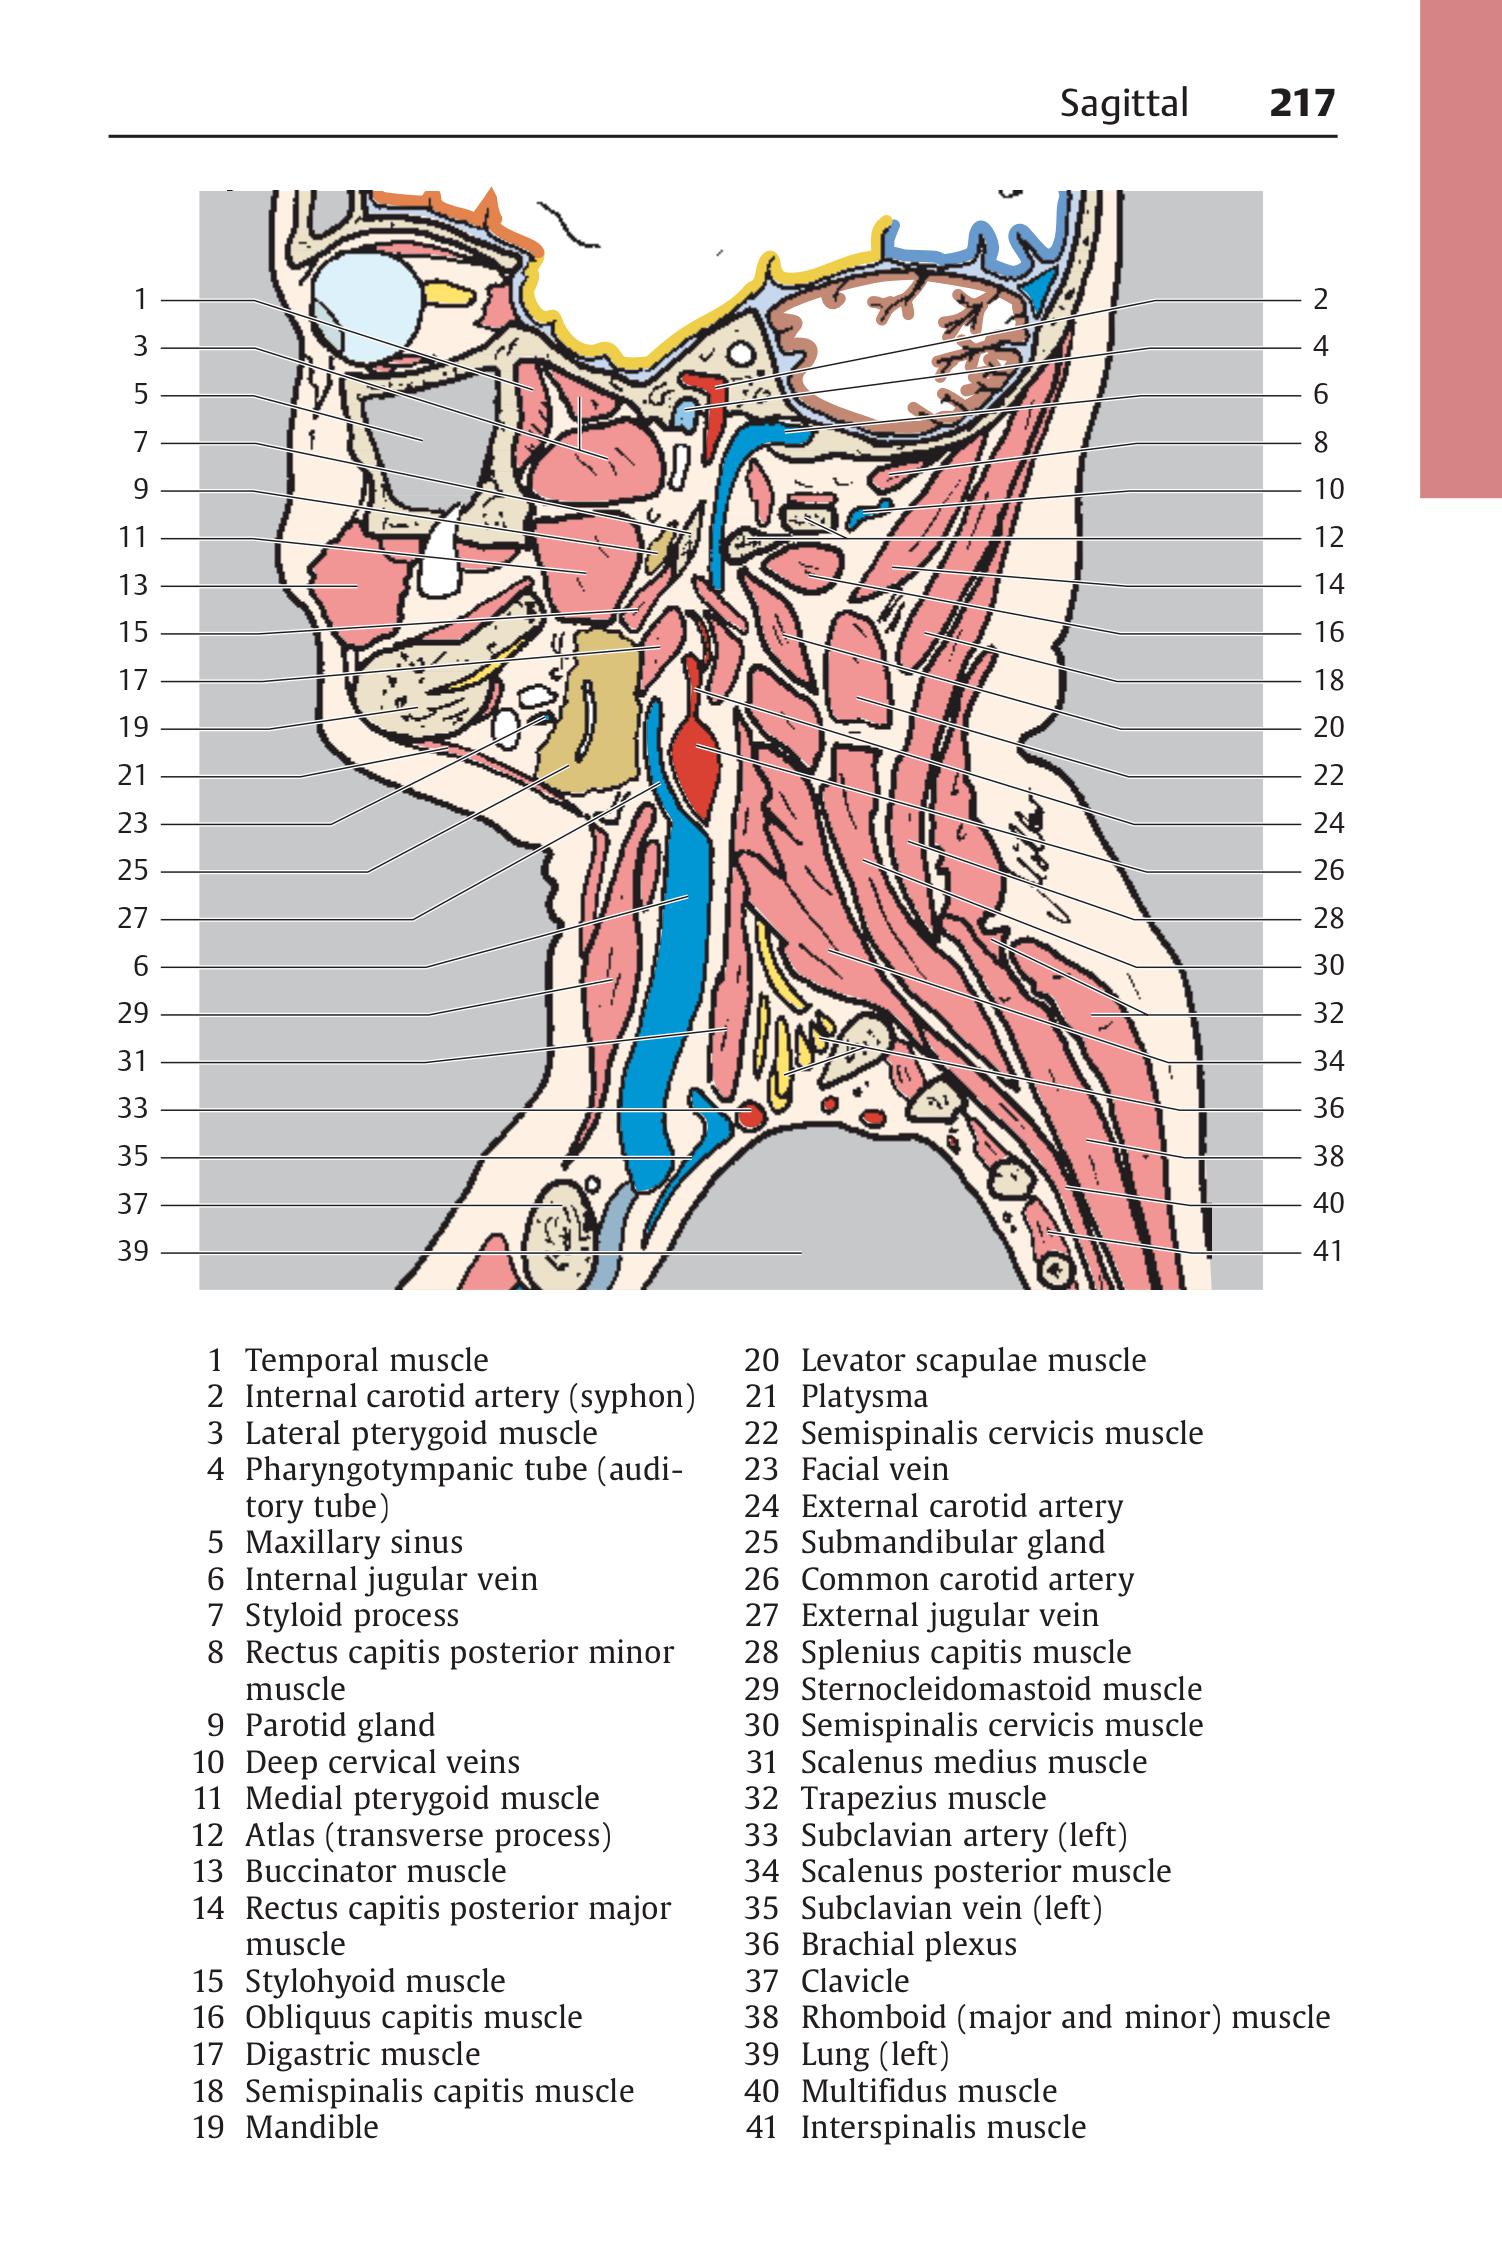 Sagittal 217
1
3
5
7
9
11
13
15
17
19
21
23
25
27
6
29
31
33
35
37
39
2
4
6
8
10
12
14
16
18
20
22
24
26
28
30
32
34
36
38
40
41
1 Temporal muscle
2 Internal carotid artery (syphon)
3 Lateral pterygoid muscle
4 Pharyngotympanic tube (audi-
tory tube)
5 Maxillary sinus
6 Internal jugular vein
7 Styloid process
8 Rectus capitis posterior minor
muscle
9 Parotid gland
10 Deep cervical veins
11 Medial pterygoid muscle
12 Atlas (transverse process)
13 Buccinator muscle
14 Rectus capitis posterior major
muscle
15 Stylohyoid muscle
16 Obliquus capitis muscle
17 Digastric muscle
18 Semispinalis capitis muscle
19 Mandible
20 Levator scapulae muscle
21 Platysma
22 Semispinalis cervicis muscle
23 Facial vein
24 External carotid artery
25 Submandibular gland
26 Common carotid artery
27 External jugular vein
28 Splenius capitis muscle
29 Sternocleidomastoid muscle
30 Semispinalis cervicis muscle
31 Scalenus medius muscle
32 Trapezius muscle
33 Subclavian artery (left)
34 Scalenus posterior muscle
35 Subclavian vein (left)
36 Brachial plexus
37 Clavicle
38 Rhomboid (major and minor) muscle
39 Lung (left)
40 Multifidus muscle
41 Interspinalis muscle